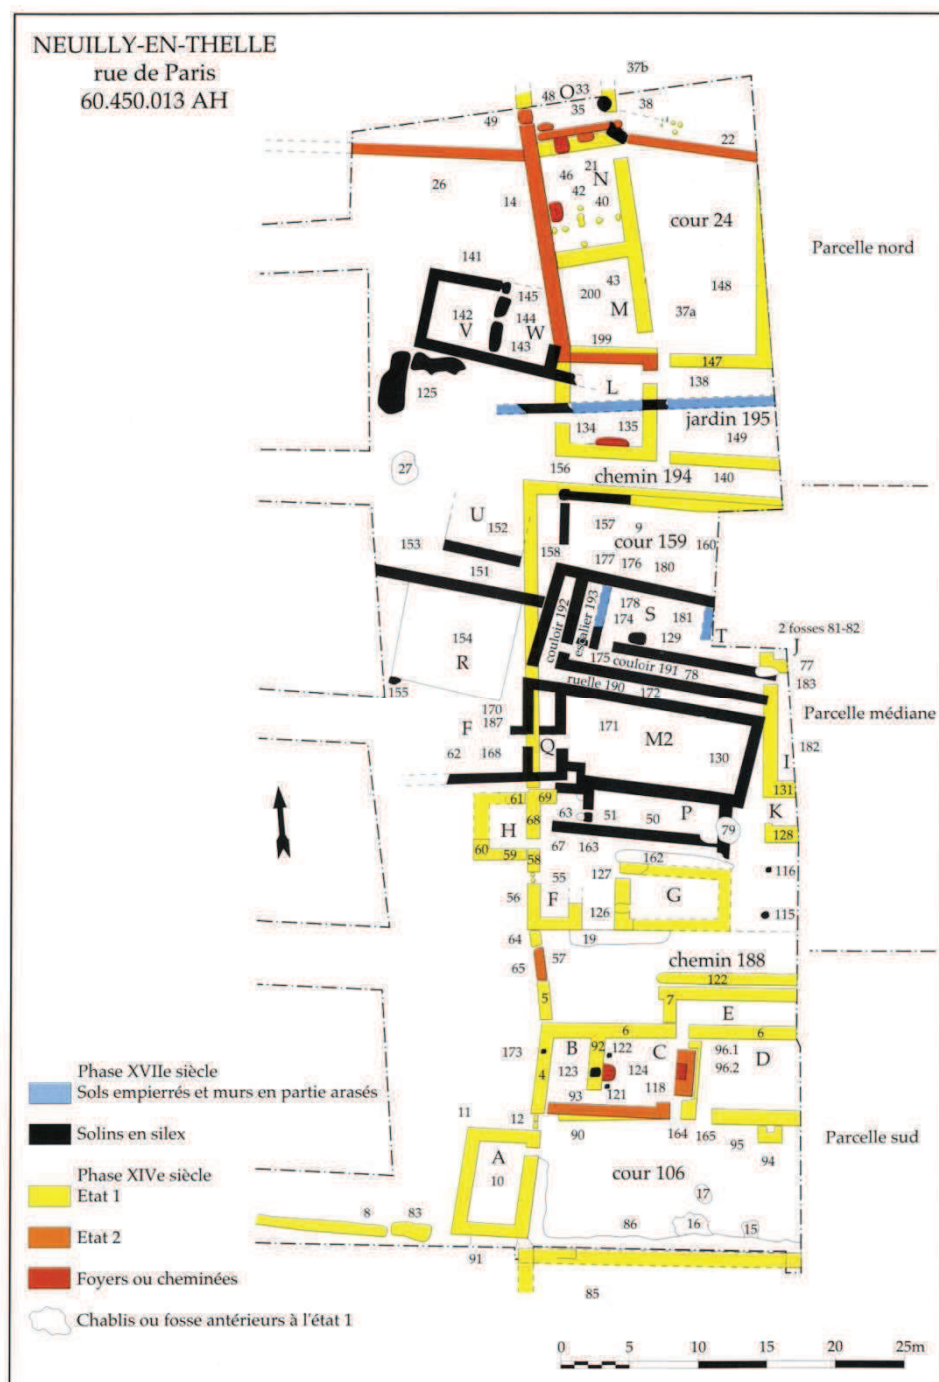 NEUILLY-EN-THELLE
rue de Paris
60.450.013 AH
37b
48 O 33
35 38
49
22
26
21
46 N
42
14 40
cour 24
Parcelle nord
141
43
148
145
200
142 144 M 37a
V W
143 199
147
138
L
125
jardin 195
134 135
149
156
27 chemin 194 140
U
152 157 9
153 158 cour 159 160
177 176 180
151
couloir 192
escalier 193
178
174 S 181
129
154
T 2 fosses 81-82
J
R 175 couloir 191 78 77
ruelle 190 183
155 172
170
187 171
F M2 Parcelle médiane
62 168 Q 130 182
I
131
61 69
63 51 50 P K
68
H 79 128
60 59 58 67 163
162
116
55 127
56 F G
126 115
64 19
57
65 chemin 188
122
5 7
E
6 6
173 B 92 122 C 96.1 D
123 124 96.2
4 118
93 121
11 12
90 164 165 95
94
Parcelle sud
A
10 cour 106
17
8 83 86 16 15
91
85
Phase XVIIe siècle
Sols empierrés et murs en partie arasés
Solins en silex
Phase XIVe siècle
Etat 1
Etat 2
Foyers ou cheminées
Chablis ou fosse antérieurs à l'état 1
0 5 10 15 20 25m